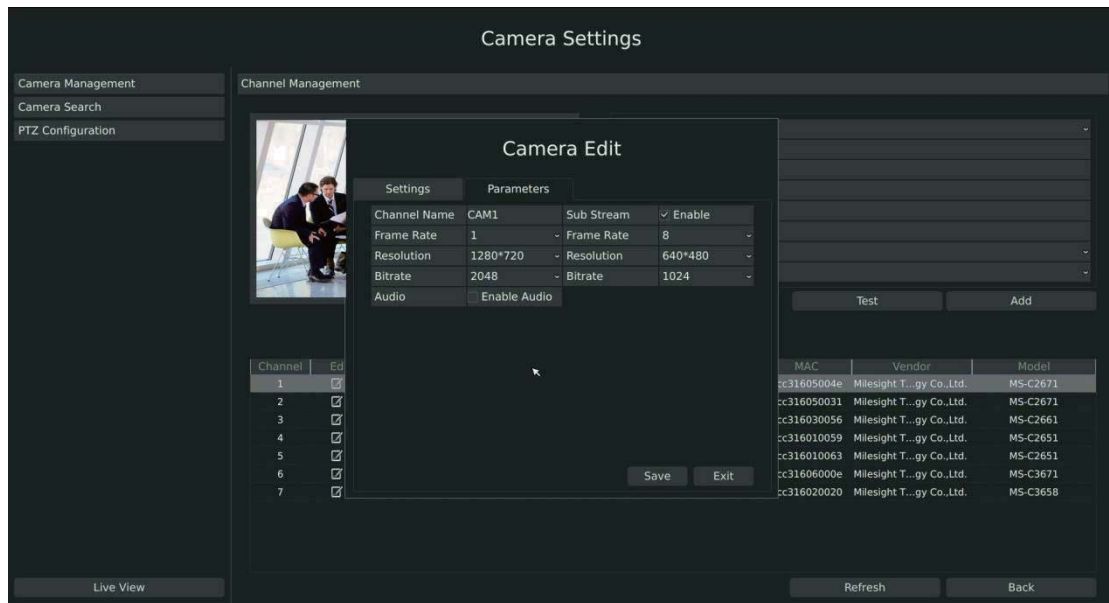 Camera Settings
Camera Management
Camera Search
PTZ Configuration
Live View
Channel Management
Camera Edit
Settings Parameters
Channel Name CAM1 Sub Stream Enable
Frame Rate 1 Frame Rate 8
Resolution 1280*720 Resolution 640*480
Bitrate 2048 Bitrate 1024
Audio Enable Audio
Save Exit
Test Add
Channel Ed MAC Vendor Model
1 cc31605004e Milesight T...gy Co.,Ltd. MS-C2671
2 cc316050031 Milesight T...gy Co.,Ltd. MS-C2671
3 cc316030056 Milesight T...gy Co.,Ltd. MS-C2661
4 cc316010059 Milesight T...gy Co.,Ltd. MS-C2651
5 cc316010063 Milesight T...gy Co.,Ltd. MS-C2651
6 cc31606000e Milesight T...gy Co.,Ltd. MS-C3671
7 cc316020020 Milesight T...gy Co.,Ltd. MS-C3658
Refresh Back